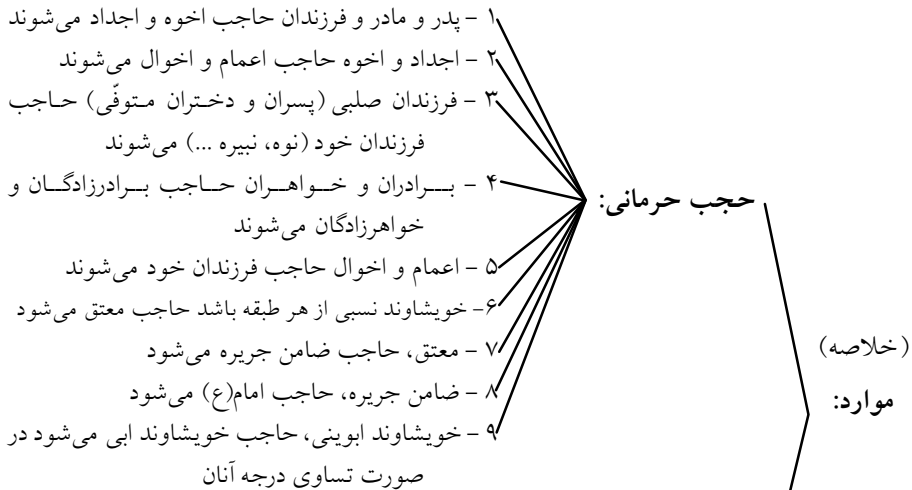 (خلاصه)
موارد:
حجب حرمانی:
۱ - پدر و مادر و فرزندان حاجب اخوه و اجداد می‌شوند
۲ - اجداد و اخوه حاجب اعمام و اخوال می‌شوند
۳ - فرزندان صلبی (پسران و دختران متوفّی) حاجب
فرزندان خود (نوه، نبیره ...) می‌شوند
۴ - برادران و خواهران حاجب برادرزادگان و
خواهرزادگان می‌شوند
۵ - اعمام و اخوال حاجب فرزندان خود می‌شوند
۶- خویشاوند نسبی از هر طبقه باشد حاجب معتق می‌شود
۷ - معتق، حاجب ضامن جریره می‌شود
۸ - ضامن جریره، حاجب امام(ع) می‌شود
۹ - خویشاوند ابوینی، حاجب خویشاوند ابی می‌شود در
صورت تساوی درجه آنان